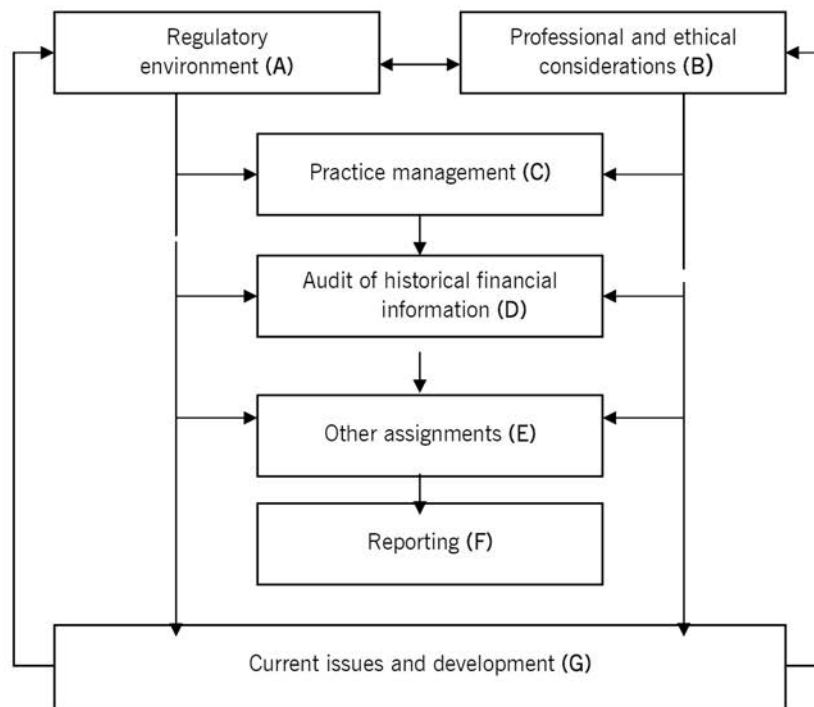 Regulatory
environment (A)
Professional and ethical
considerations (B)
Practice management (C)
Audit of historical financial
information (D)
Other assignments (E)
Reporting (F)
Current issues and development (G)